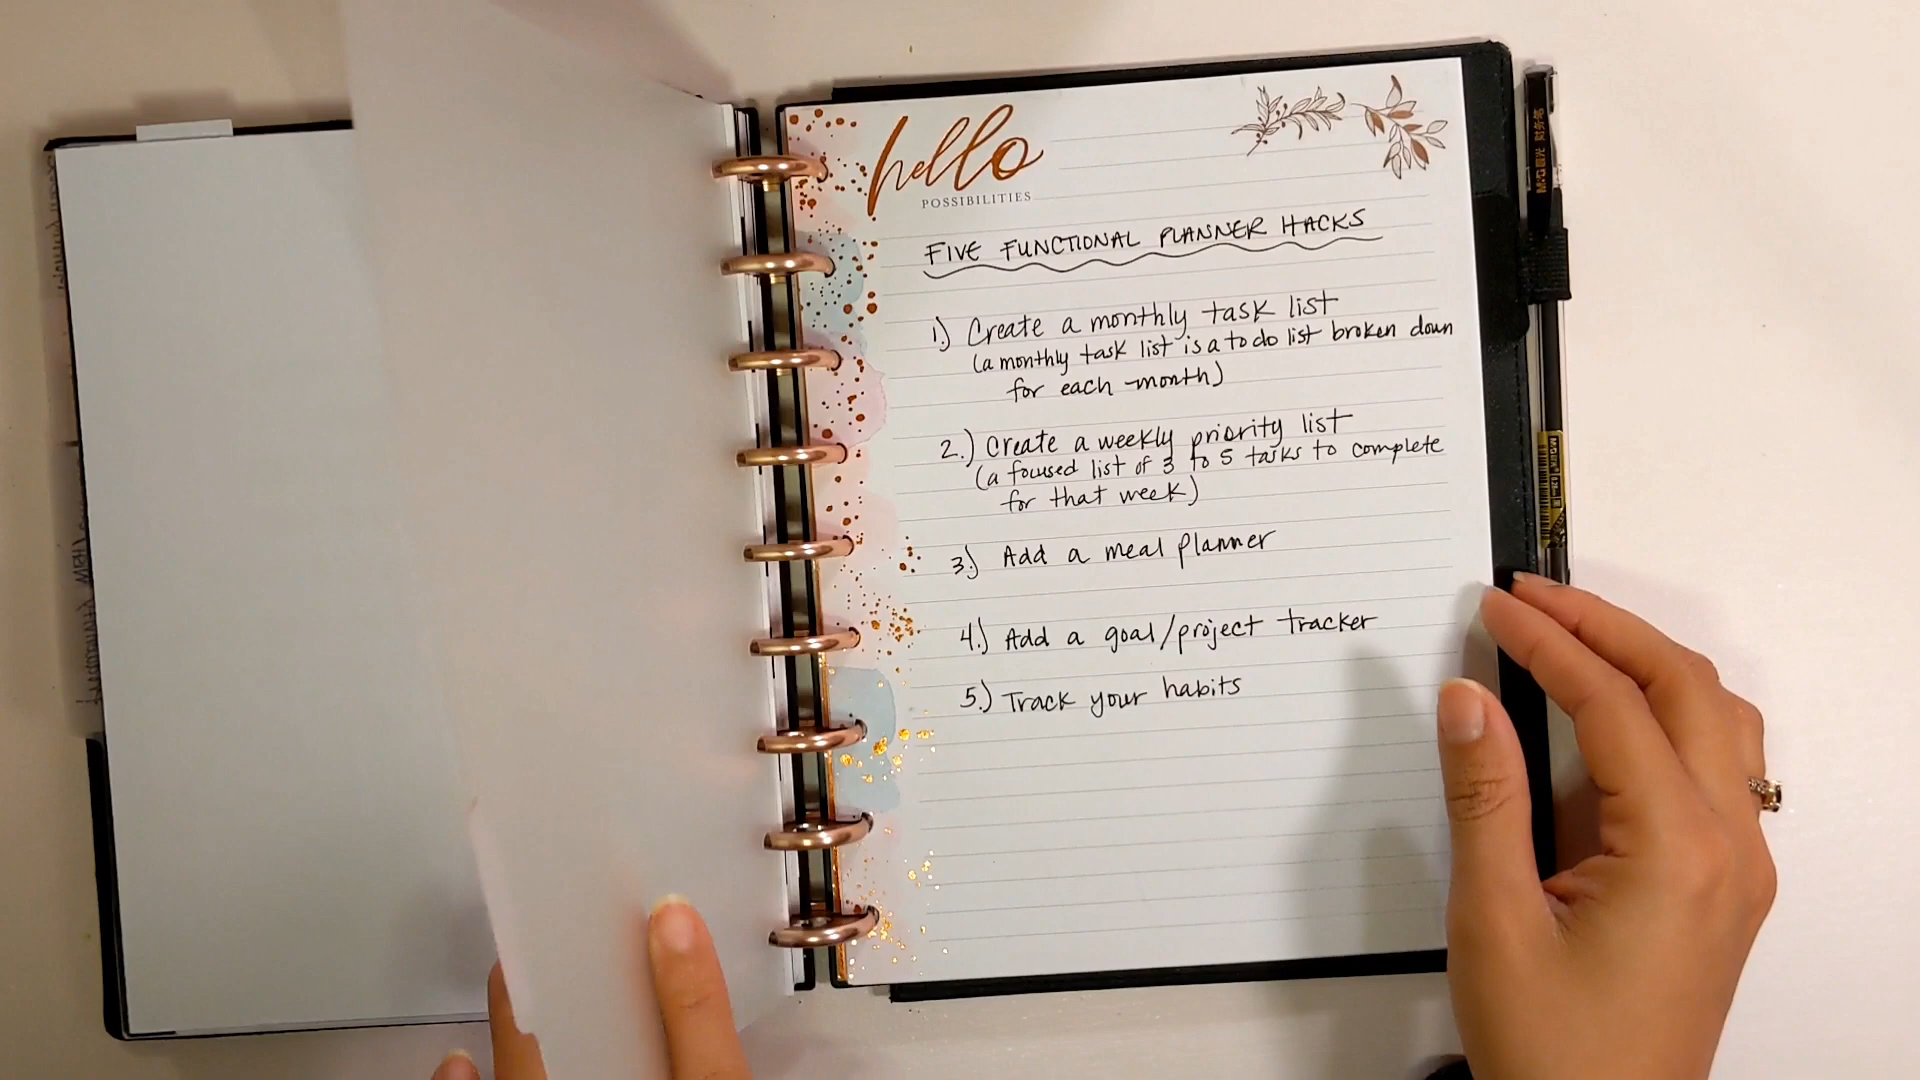 hello
POSSIBILITIES
FIVE FUNCTIONAL PLANNER HACKS
1.) Create a monthly task list
(a monthly task list is a to do list broken down
for each month)
2.) Create a weekly priority list
(a focused list of 3 to 5 tasks to complete
for that week)
3.) Add a meal planner
4.) Add a goal/project tracker
5.) Track your habits
M&G